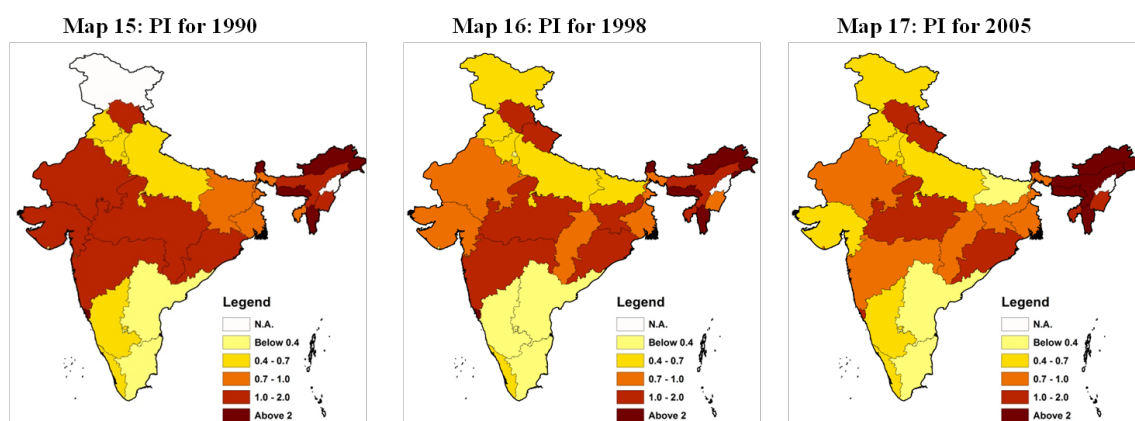 Map 15: PI for 1990
Legend
N.A.
Below 0.4
0.4 - 0.7
0.7 - 1.0
1.0 - 2.0
Above 2
Map 16: PI for 1998
Legend
N.A.
Below 0.4
0.4 - 0.7
0.7 - 1.0
1.0 - 2.0
Above 2
Map 17: PI for 2005
Legend
N.A.
Below 0.4
0.4 - 0.7
0.7 - 1.0
1.0 - 2.0
Above 2